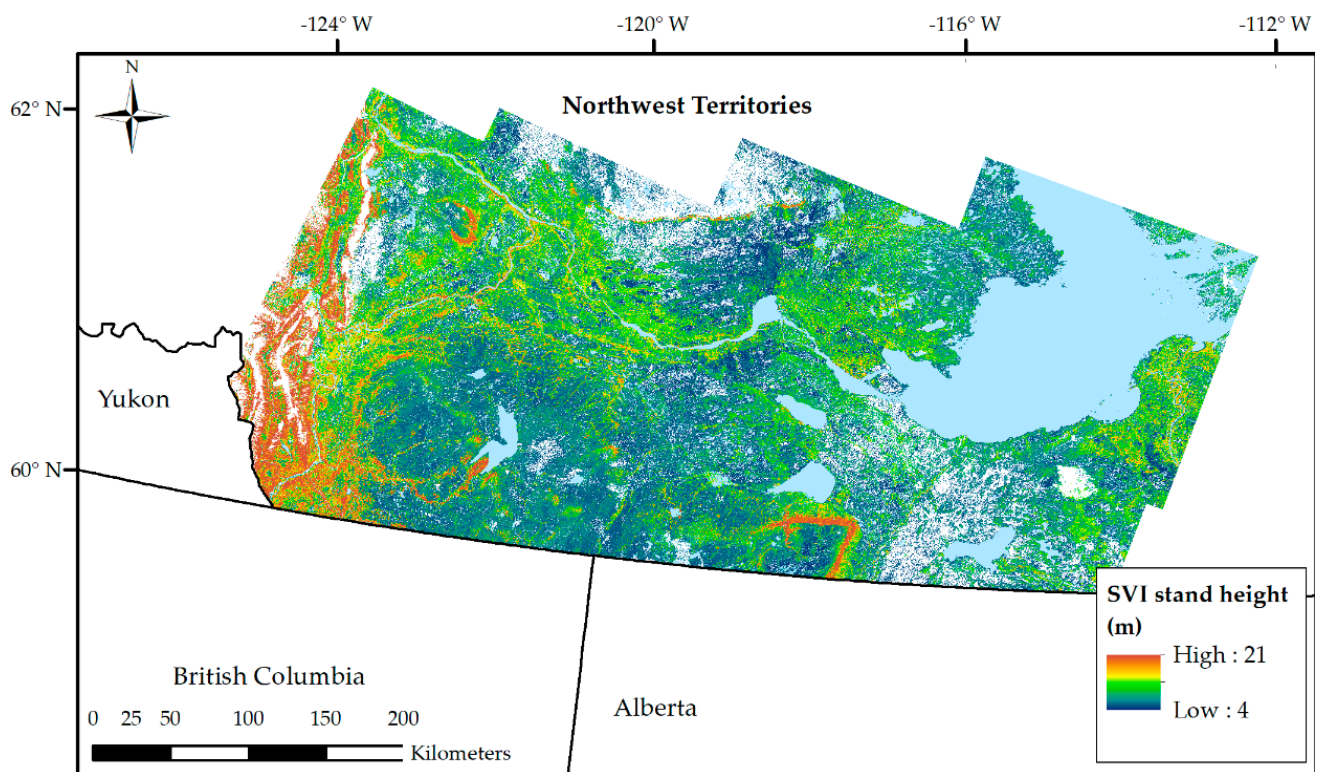 -124° W
-120° W
-116° W
-112° W
N
62° N
Northwest Territories
Yukon
60° N
SVI stand height
(m)
High : 21
Low : 4
British Columbia
Alberta
0 25 50 100 150 200
Kilometers